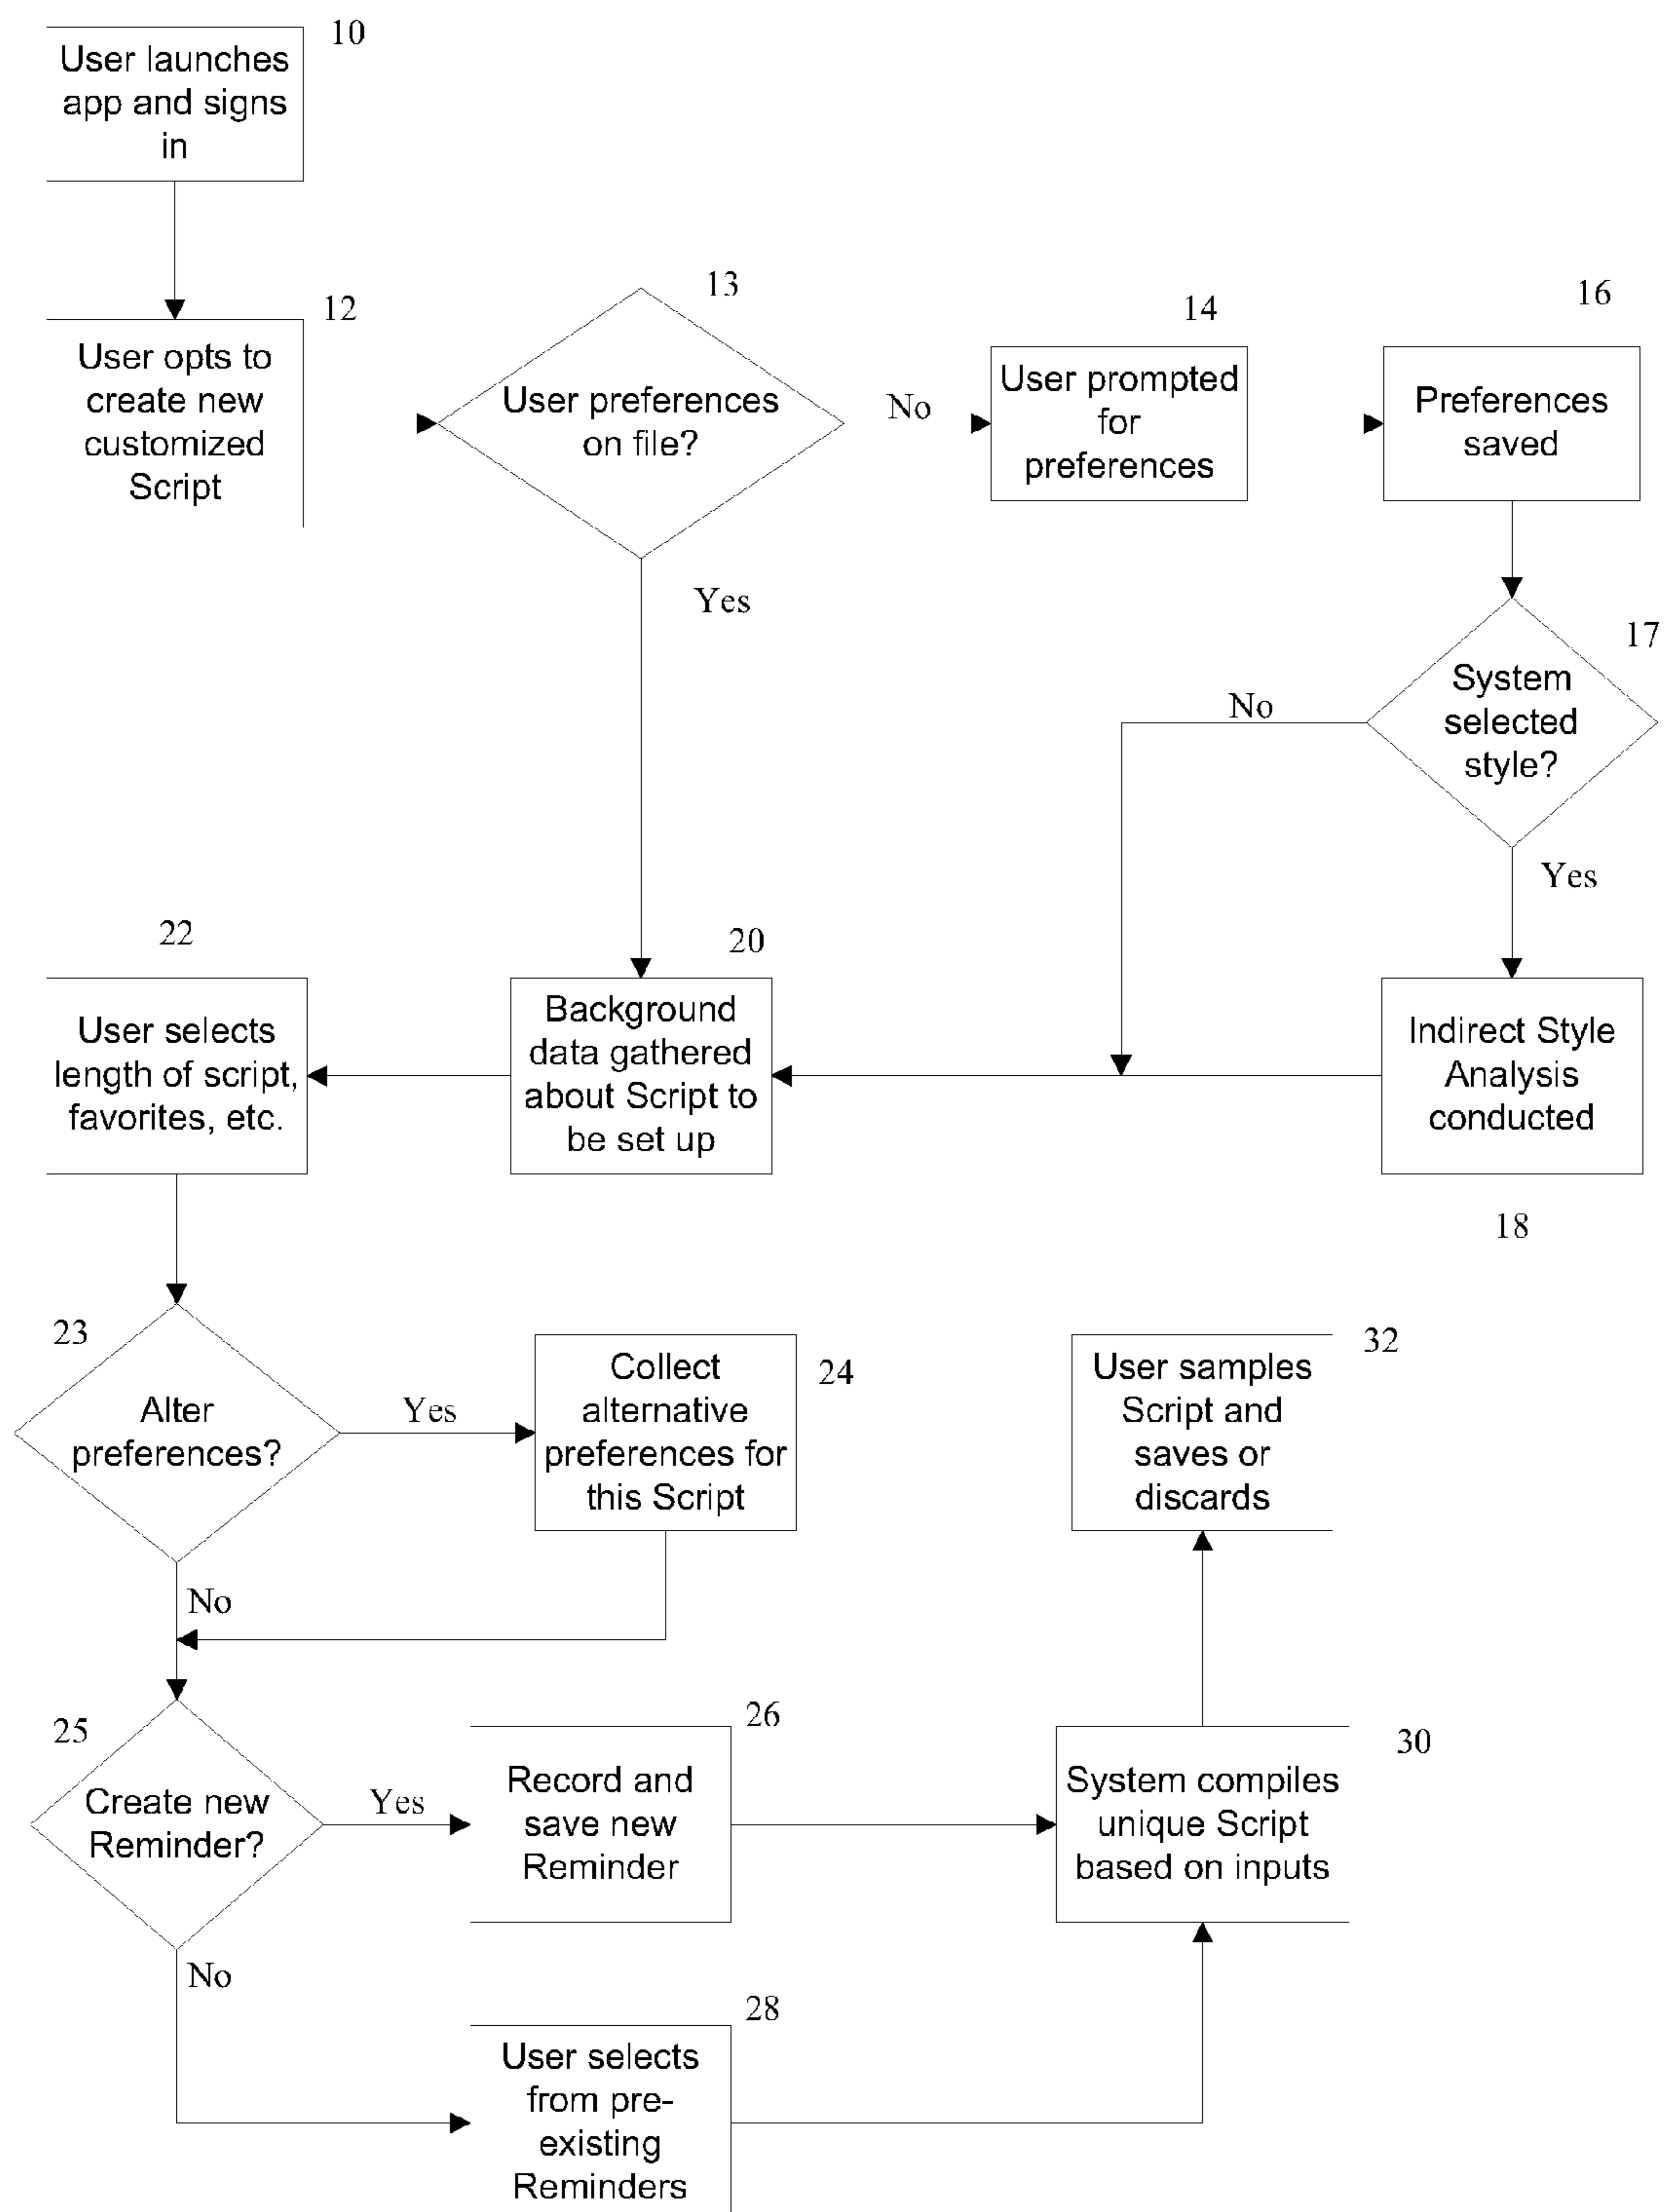 10
User launches
app and signs
in
12
User opts to
create new
customized
Script
13
User preferences
on file?
No
Yes
14
User prompted
for
preferences
16
Preferences
saved
17
System
selected
style?
No
Yes
22
User selects
length of script,
favorites, etc.
20
Background
data gathered
about Script to
be set up
Indirect Style
Analysis
conducted
18
23
Alter
preferences?
Yes
No
Collect
alternative
preferences for
this Script
24
User samples
Script and
saves or
discards
32
25
Create new
Reminder?
Yes
No
26
Record and
save new
Reminder
System compiles
unique Script
based on inputs
30
28
User selects
from pre-
existing
Reminders